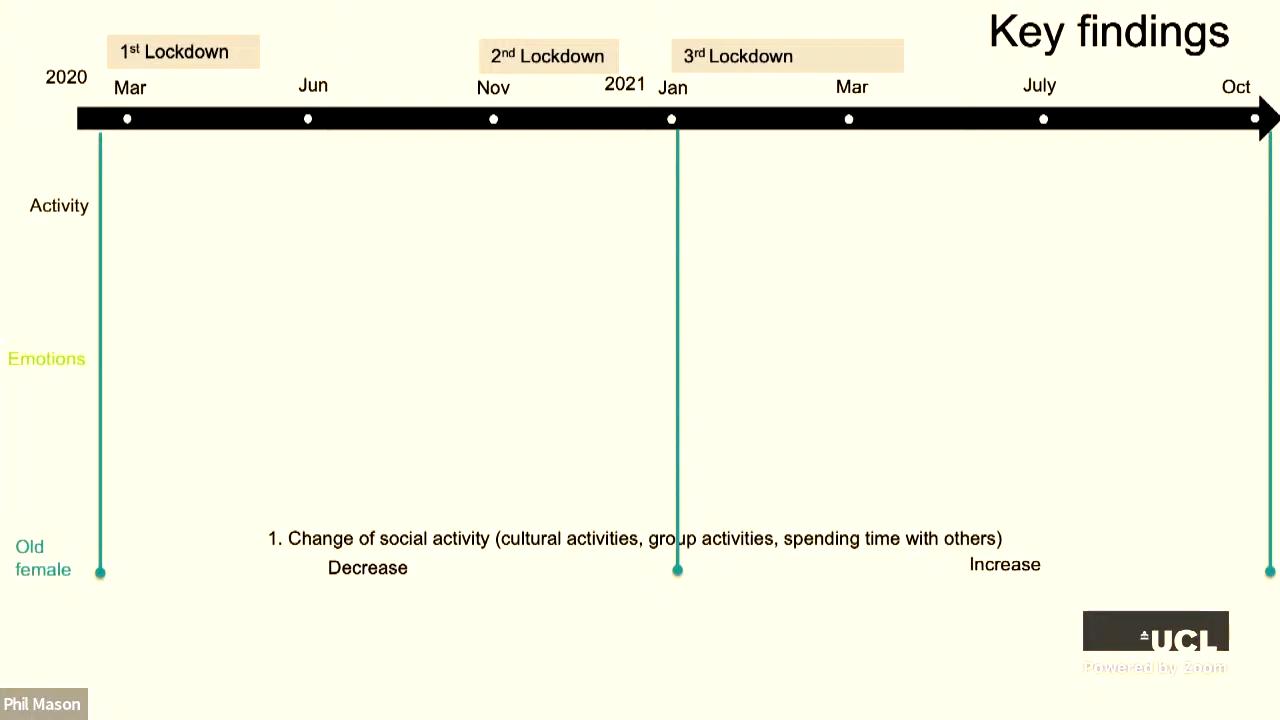 Key findings
1st Lockdown
2nd Lockdown
3rd Lockdown
2020
Mar
Jun
Nov
2021
Jan
Mar
July
Oct
Activity
Emotions
Old
female
1. Change of social activity (cultural activities, group activities, spending time with others)
Decrease
Increase
UCL
Powered by Zoom
Phil Mason